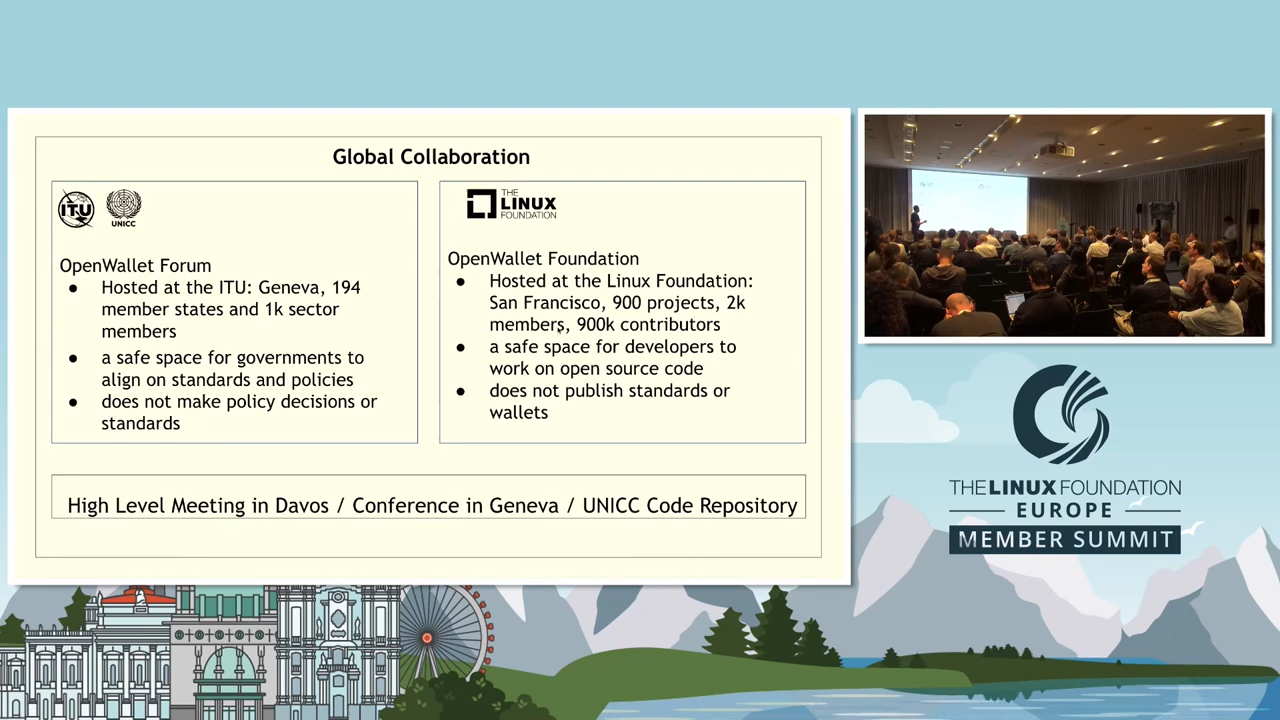 Global Collaboration
ITU
UNICC
OpenWallet Forum
● Hosted at the ITU: Geneva, 194
member states and 1k sector
members
● a safe space for governments to
align on standards and policies
● does not make policy decisions or
standards
THE
LINUX
FOUNDATION
OpenWallet Foundation
● Hosted at the Linux Foundation:
San Francisco, 900 projects, 2k
members, 900k contributors
● a safe space for developers to
work on open source code
● does not publish standards or
wallets
High Level Meeting in Davos / Conference in Geneva / UNICC Code Repository
THE LINUX FOUNDATION
EUROPE
MEMBER SUMMIT